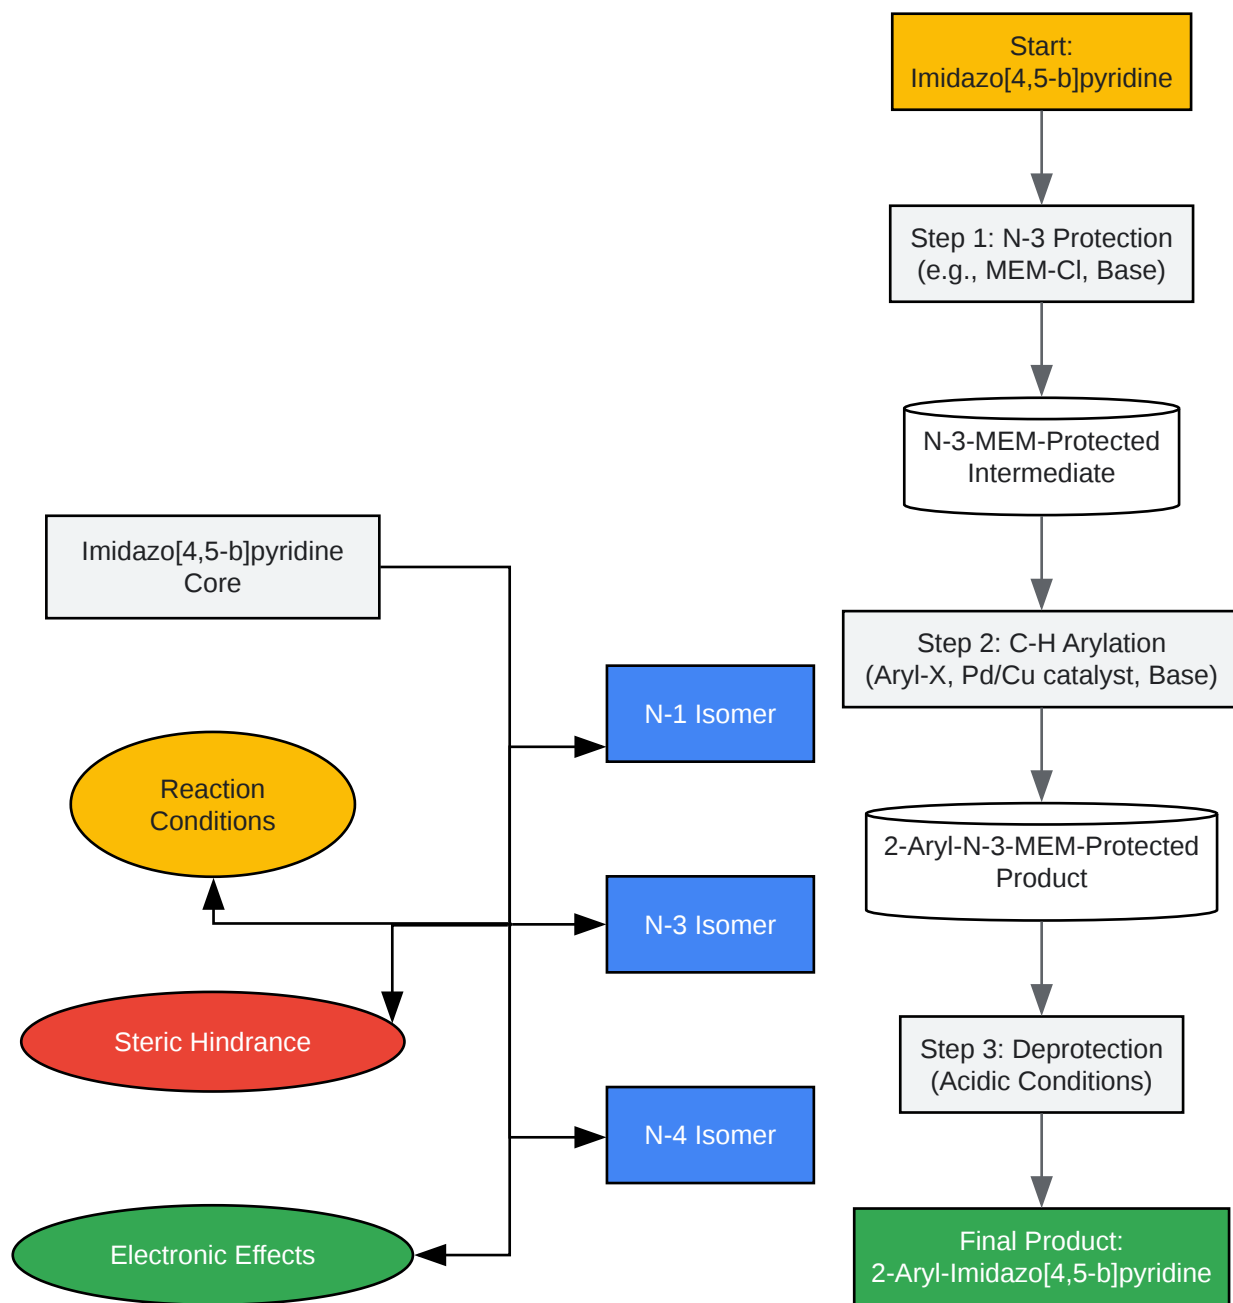 Imidazo[4,5-b]pyridine
Core
Reaction
Conditions
Steric Hindrance
Electronic Effects
N-1 Isomer
N-3 Isomer
N-4 Isomer
Start:
Imidazo[4,5-b]pyridine
Step 1: N-3 Protection
(e.g., MEM-Cl, Base)
N-3-MEM-Protected
Intermediate
Step 2: C-H Arylation
(Aryl-X, Pd/Cu catalyst, Base)
2-Aryl-N-3-MEM-Protected
Product
Step 3: Deprotection
(Acidic Conditions)
Final Product:
2-Aryl-Imidazo[4,5-b]pyridine